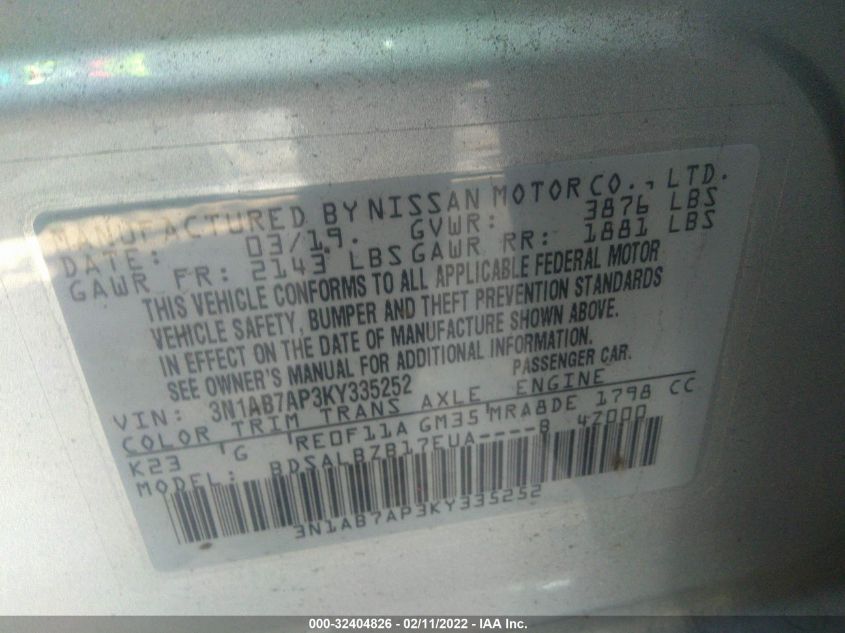 MANUFACTURED BY NISSAN MOTOR CO., LTD.
DATE: 03/19. GVWR: 3876 LBS
GAWR FR: 2143 LBS GAWR RR: 1881 LBS
THIS VEHICLE CONFORMS TO ALL APPLICABLE FEDERAL MOTOR
VEHICLE SAFETY, BUMPER AND THEFT PREVENTION STANDARDS
IN EFFECT ON THE DATE OF MANUFACTURE SHOWN ABOVE.
SEE OWNER'S MANUAL FOR ADDITIONAL INFORMATION.
VIN: 3N1AB7AP3KY335252 PASSENGER CAR.
COLOR TRIM TRANS AXLE ENGINE
K23 G RE0F11A GM35 MRA8DE 1798 CC
MODEL: BDSALBZB17EUA----B 4Z000
3N1AB7AP3KY335252
000-32404826 - 02/11/2022 - IAA Inc.